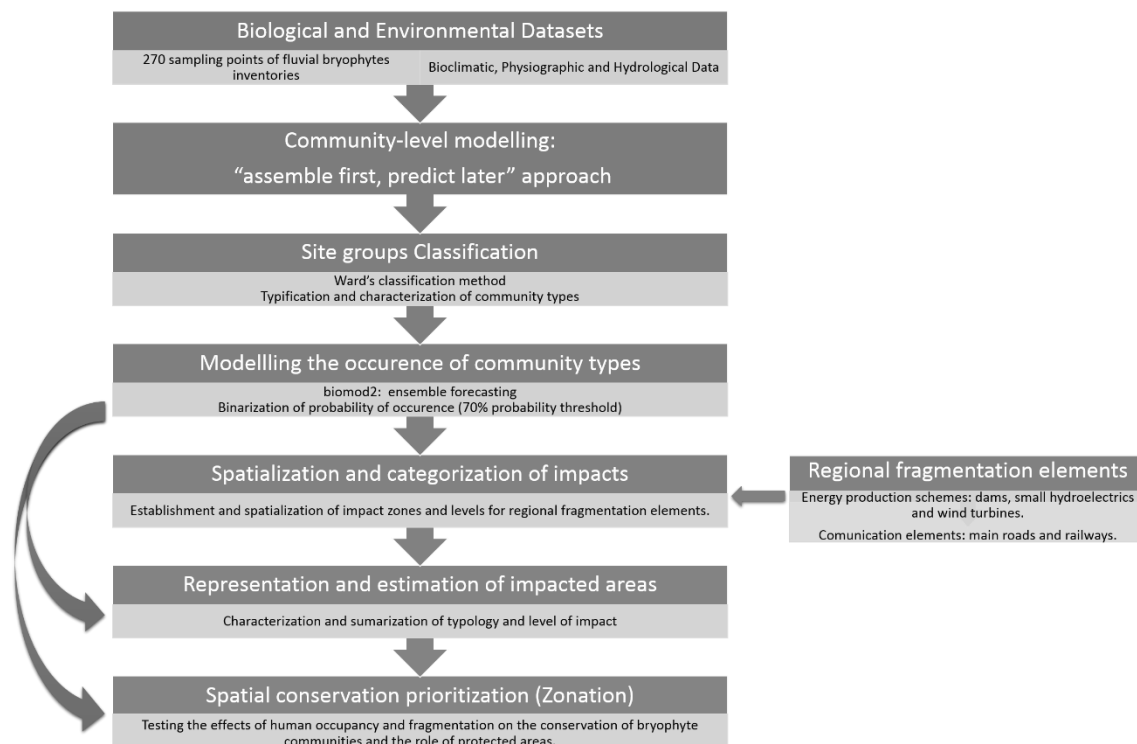 Biological and Environmental Datasets
270 sampling points of fluvial bryophytes
inventories
Bioclimatic, Physiographic and Hydrological Data
Community-level modelling:
“assemble first, predict later” approach
Site groups Classification
Ward’s classification method
Typification and characterization of community types
Modellling the occurence of community types
biomod2: ensemble forecasting
Binarization of probability of occurence (70% probability threshold)
Spatialization and categorization of impacts
Establishment and spatialization of impact zones and levels for regional fragmentation elements.
Regional fragmentation elements
Energy production schemes: dams, small hydroelectrics
and wind turbines.
Comunication elements: main roads and railways.
Representation and estimation of impacted areas
Characterization and sumarization of typology and level of impact
Spatial conservation prioritization (Zonation)
Testing the effects of human occupancy and fragmentation on the conservation of bryophyte
communities and the role of protected areas.